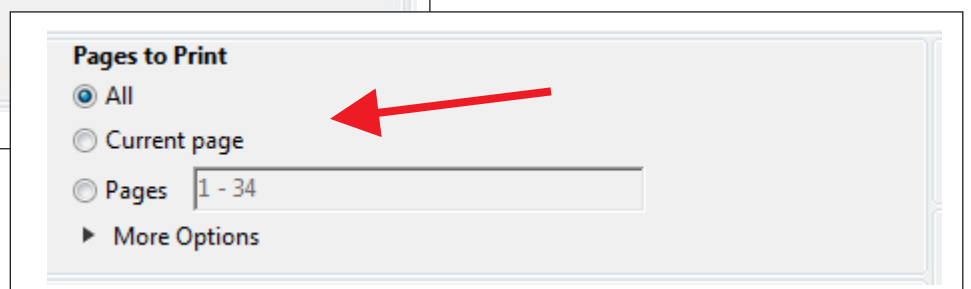 Pages to Print
All
Current page
Pages 1 - 34
More Options